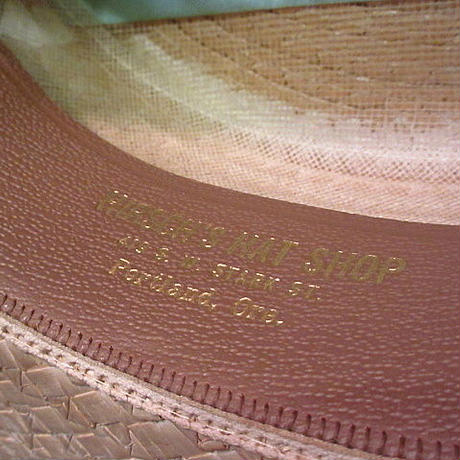 HAT SHOP
S. W. STARK ST.
Portland, Ore.